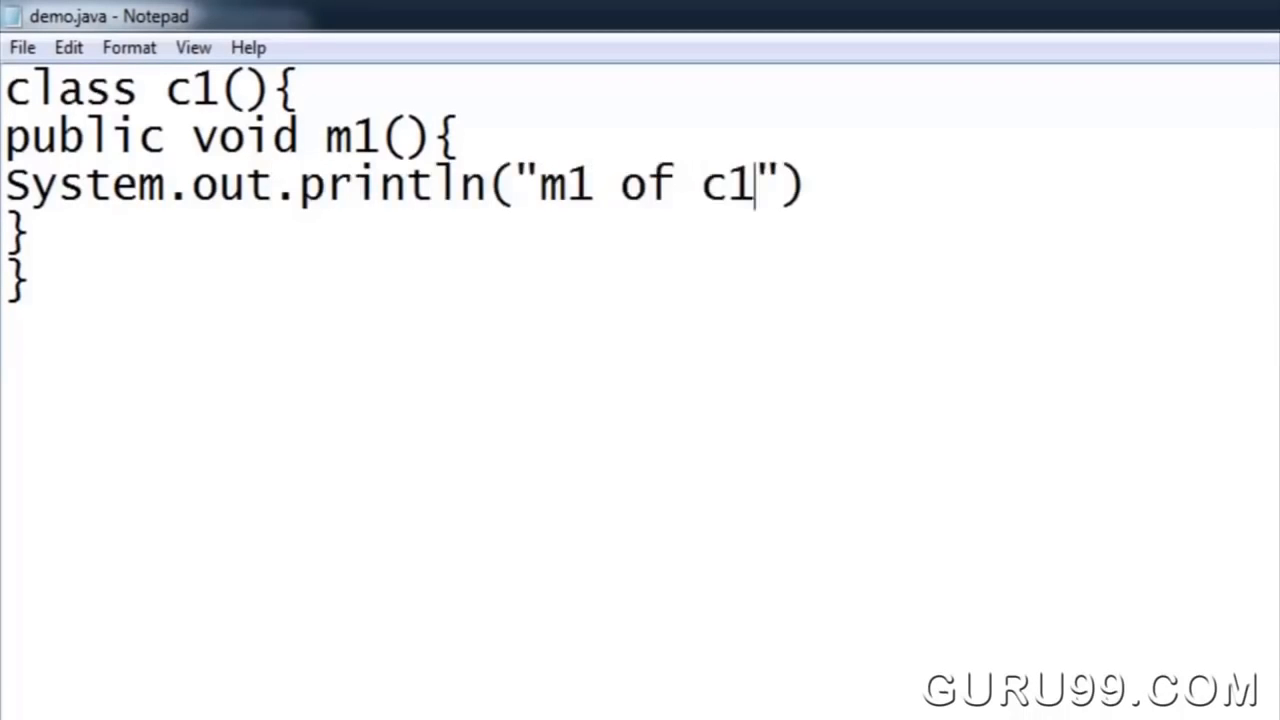 demo.java - Notepad
File Edit Format View Help
class c1(){
public void m1(){
System.out.println("m1 of c1")
}
}
GURU99.COM